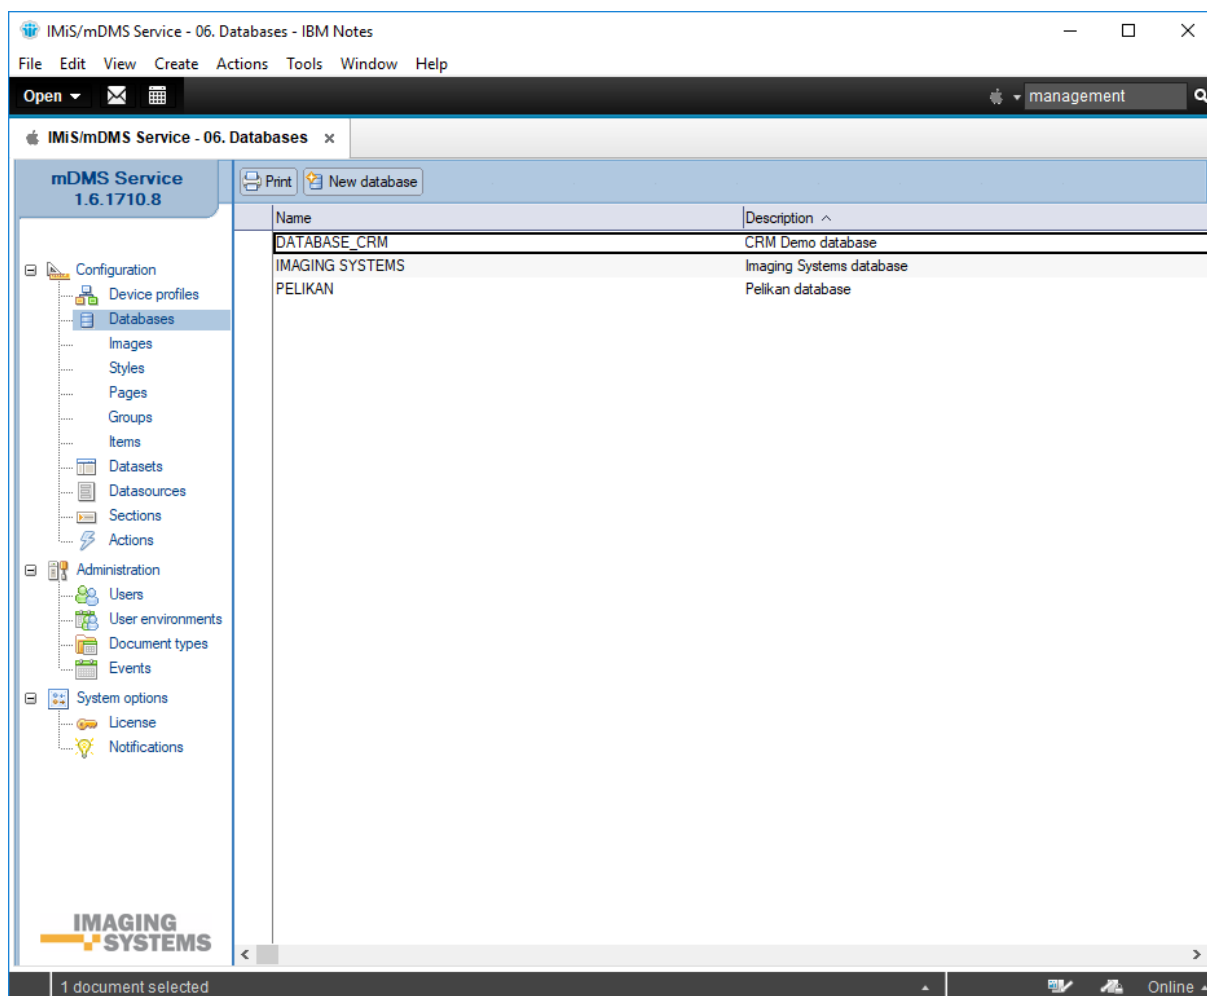 IMiS/mDMS Service - 06. Databases - IBM Notes
File Edit View Create Actions Tools Window Help
Open management
IMiS/mDMS Service - 06. Databases x
mDMS Service
1.6.1710.8
Print New database
Name Description
DATABASE_CRM CRM Demo database
IMAGING SYSTEMS Imaging Systems database
PELIKAN Pelikan database
Configuration
Device profiles
Databases
Images
Styles
Pages
Groups
Items
Datasets
Datasources
Sections
Actions
Administration
Users
User environments
Document types
Events
System options
License
Notifications
IMAGING
SYSTEMS
1 document selected Online